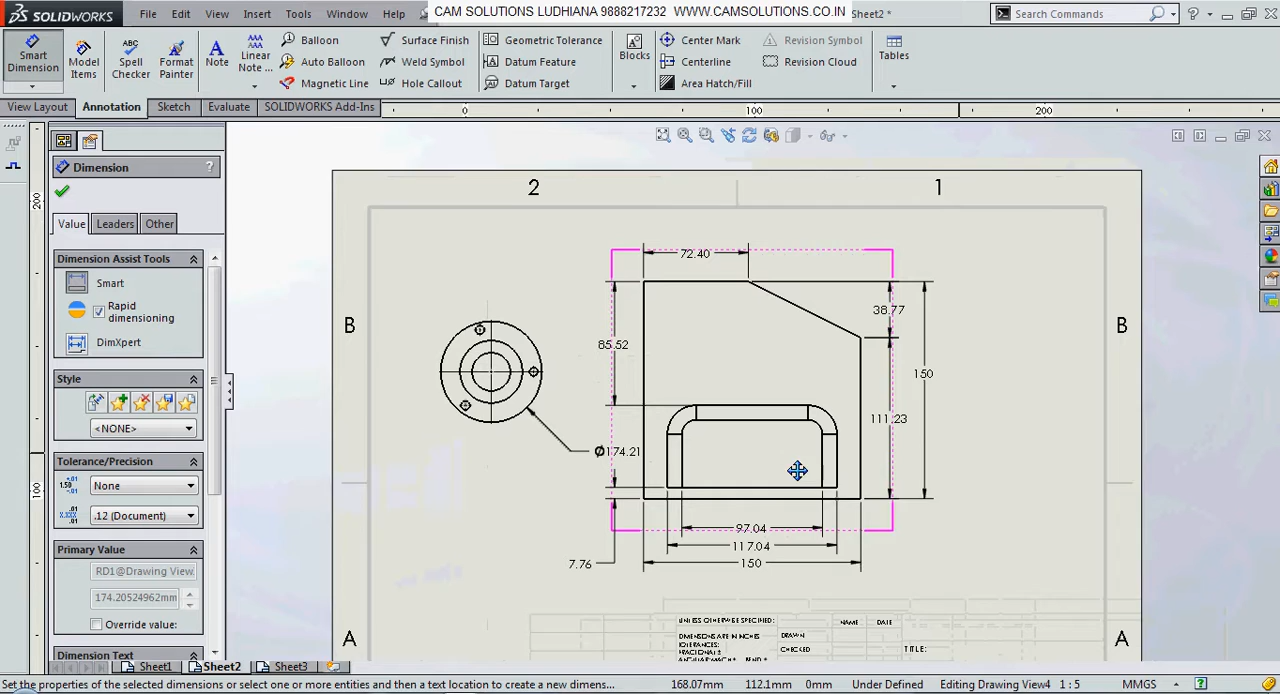 SOLIDWORKS File Edit View Insert Tools Window Help CAM SOLUTIONS LUDHIANA 9888217232 WWW.CAMSOLUTIONS.CO.IN Sheet2 * Search Commands ?
Smart Dimension
Model Items
ABC Spell Checker
Format Painter
A Note
Linear Note ...
Balloon
Auto Balloon
Magnetic Line
Surface Finish
Weld Symbol
Hole Callout
Geometric Tolerance
Datum Feature
Datum Target
Blocks
Center Mark
Centerline
Area Hatch/Fill
Revision Symbol
Revision Cloud
Tables
View Layout Annotation Sketch Evaluate SOLIDWORKS Add-Ins
0 100 200
200
100
Dimension ?
Value Leaders Other
Dimension Assist Tools
Smart
Rapid dimensioning
DimXpert
Style
<NONE>
Tolerance/Precision
None
.12 (Document)
Primary Value
RD1@Drawing View
174.20524962mm
Override value:
Dimension Text
2 1
B B
A A
72.40
38.77
85.52
150
111.23
Ø174.21
97.04
117.04
7.76
150
UNLESS OTHERWISE SPECIFIED:
NAME DATE
DIMENSIONS ARE IN INCHES
TOLERANCES:
FRACTIONAL±
DRAWN
CHECKED
TITLE:
Sheet1 Sheet2 Sheet3
Set the properties of the selected dimensions or select one or more entities and then a text location to create a new dimens... 168.07mm 112.1mm 0mm Under Defined Editing Drawing View4 1 : 5 MMGS ?